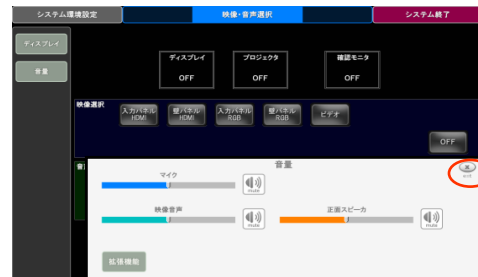 システム環境設定
映像・音声選択
システム終了
ディスプレイ
音量
ディスプレイ
OFF
プロジェクタ
OFF
確認モニタ
OFF
映像選択
入力パネル
HDMI
壁パネル
HDMI
入力パネル
RGB
壁パネル
RGB
ビデオ
OFF
音
音量
マイク
mute
映像音声
mute
正面スピーカ
mute
拡張機能